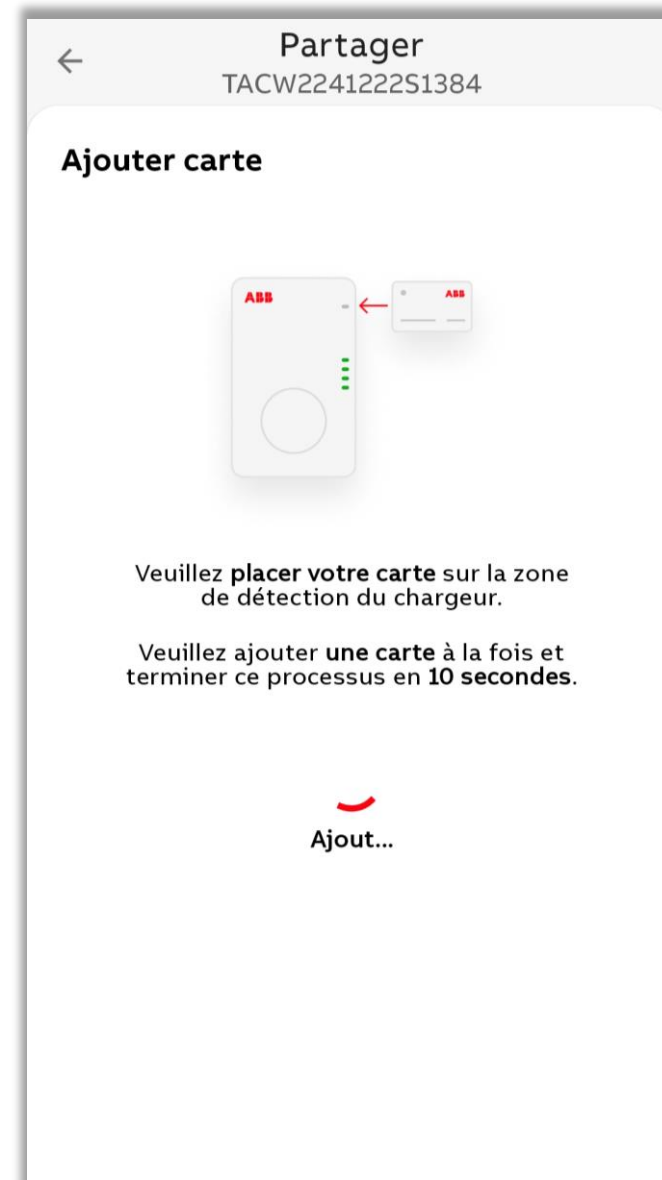 Partager
TACW2241222S1384
Ajouter carte
ABB
ABB
Veuillez placer votre carte sur la zone
de détection du chargeur.
Veuillez ajouter une carte à la fois et
terminer ce processus en 10 secondes.
Ajout...